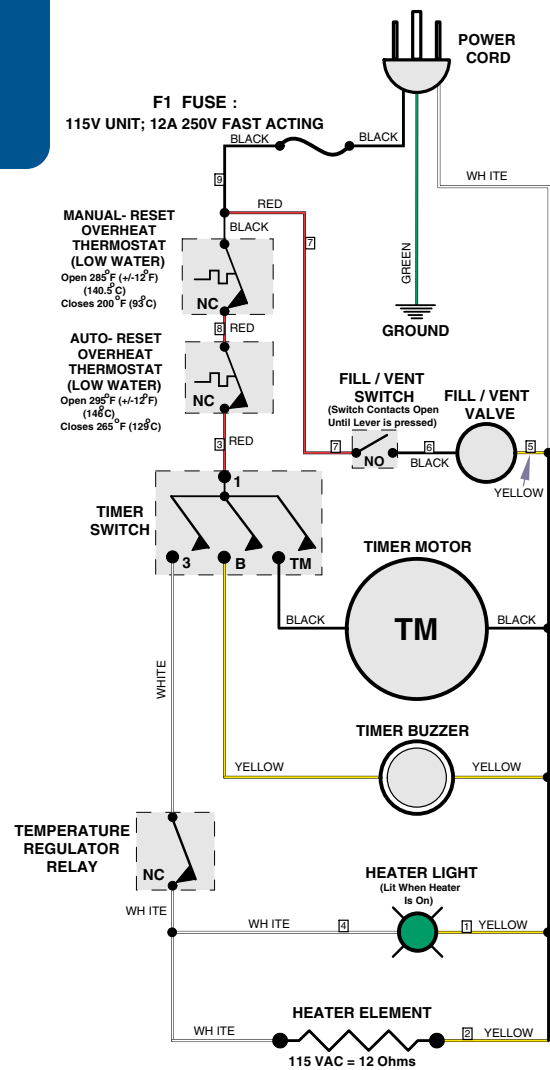 POWER
CORD
F1 FUSE :
115V UNIT; 12A 250V FAST ACTING
BLACK
BLACK
WH ITE
9
RED
BLACK
7
MANUAL- RESET
OVERHEAT
THERMOSTAT
(LOW WATER)
Open 285°F (+/-12°F)
(140.5°C)
Closes 200 °F (93°C)
NC
GREEN
GROUND
8
RED
AUTO- RESET
OVERHEAT
THERMOSTAT
(LOW WATER)
Open 295°F (+/-12°F)
(146°C)
Closes 265 °F (129°C)
NC
FILL / VENT
SWITCH
(Switch Contacts Open
Until Lever is pressed)
FILL / VENT
VALVE
3
RED
7
NO
6
BLACK
5
YELLOW
1
TIMER
SWITCH
3
B
TM
TIMER MOTOR
BLACK
TM
BLACK
WHITE
TIMER BUZZER
YELLOW
YELLOW
TEMPERATURE
REGULATOR
RELAY
NC
WH ITE
HEATER LIGHT
(Lit When Heater
Is On)
WH ITE
4
1
YELLOW
HEATER ELEMENT
WH ITE
2
YELLOW
115 VAC = 12 Ohms